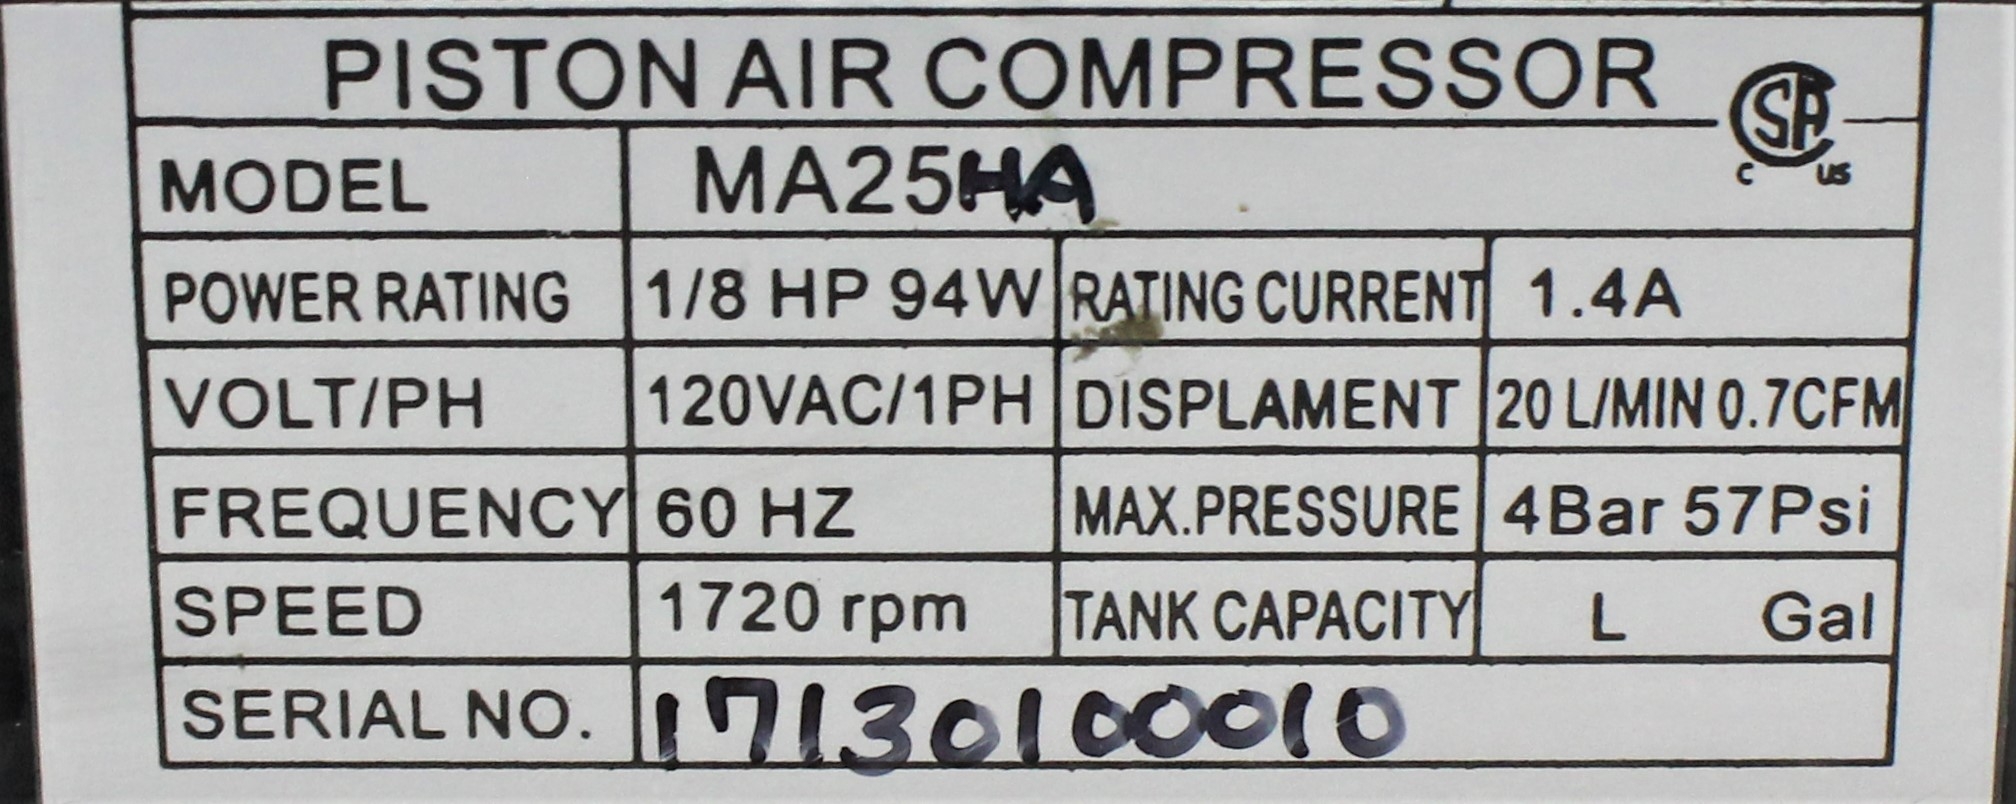 PISTON AIR COMPRESSOR
CSA
C US
MODEL MA25HA
POWER RATING 1/8 HP 94W RATING CURRENT 1.4A
VOLT/PH 120VAC/1PH DISPLAMENT 20 L/MIN 0.7CFM
FREQUENCY 60 HZ MAX.PRESSURE 4Bar 57Psi
SPEED 1720 rpm TANK CAPACITY L Gal
SERIAL NO. 17130100010